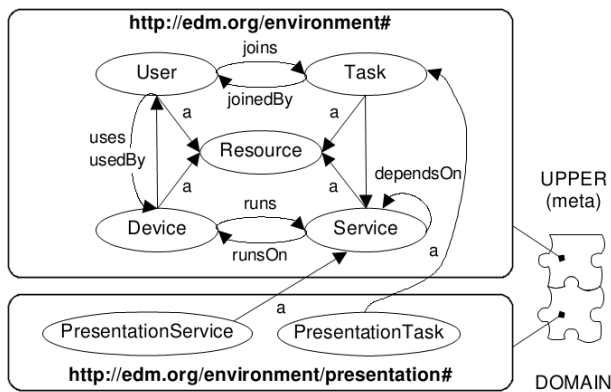 http://edm.org/environment#
joins
User
Task
joinedBy
a
a
uses
usedBy
Resource
a
a
dependsOn
UPPER
(meta)
Device
runs
Service
runsOn
a
a
PresentationService
PresentationTask
http://edm.org/environment/presentation#
DOMAIN